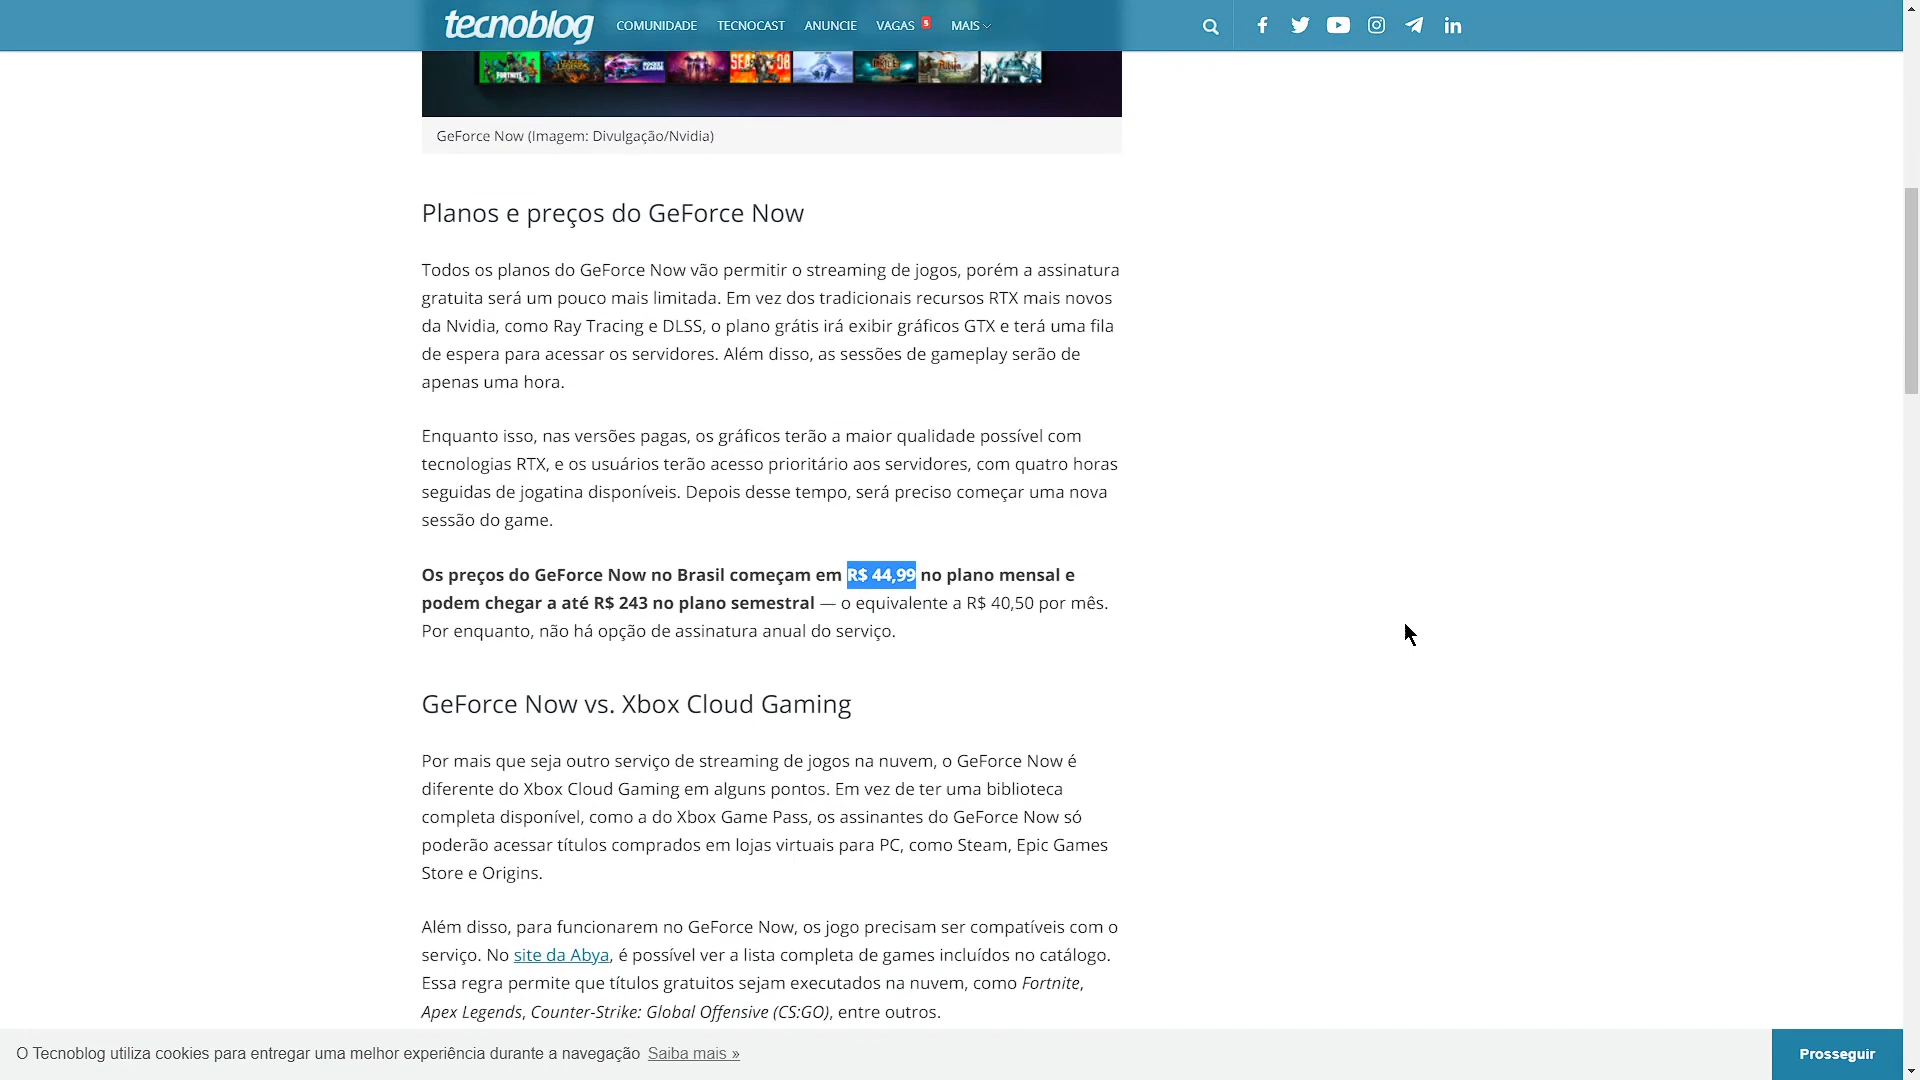 tecnoblog COMUNIDADE TECNOCAST ANUNCIE VAGAS 5 MAIS
FORTNITE ROCKET LEAGUE
GeForce Now (Imagem: Divulgação/Nvidia)
Planos e preços do GeForce Now
Todos os planos do GeForce Now vão permitir o streaming de jogos, porém a assinatura
gratuita será um pouco mais limitada. Em vez dos tradicionais recursos RTX mais novos
da Nvidia, como Ray Tracing e DLSS, o plano grátis irá exibir gráficos GTX e terá uma fila
de espera para acessar os servidores. Além disso, as sessões de gameplay serão de
apenas uma hora.
Enquanto isso, nas versões pagas, os gráficos terão a maior qualidade possível com
tecnologias RTX, e os usuários terão acesso prioritário aos servidores, com quatro horas
seguidas de jogatina disponíveis. Depois desse tempo, será preciso começar uma nova
sessão do game.
Os preços do GeForce Now no Brasil começam em R$ 44,99 no plano mensal e
podem chegar a até R$ 243 no plano semestral — o equivalente a R$ 40,50 por mês.
Por enquanto, não há opção de assinatura anual do serviço.
GeForce Now vs. Xbox Cloud Gaming
Por mais que seja outro serviço de streaming de jogos na nuvem, o GeForce Now é
diferente do Xbox Cloud Gaming em alguns pontos. Em vez de ter uma biblioteca
completa disponível, como a do Xbox Game Pass, os assinantes do GeForce Now só
poderão acessar títulos comprados em lojas virtuais para PC, como Steam, Epic Games
Store e Origins.
Além disso, para funcionarem no GeForce Now, os jogo precisam ser compatíveis com o
serviço. No site da Abya, é possível ver a lista completa de games incluídos no catálogo.
Essa regra permite que títulos gratuitos sejam executados na nuvem, como Fortnite,
Apex Legends, Counter-Strike: Global Offensive (CS:GO), entre outros.
O Tecnoblog utiliza cookies para entregar uma melhor experiência durante a navegação Saiba mais »
Prosseguir